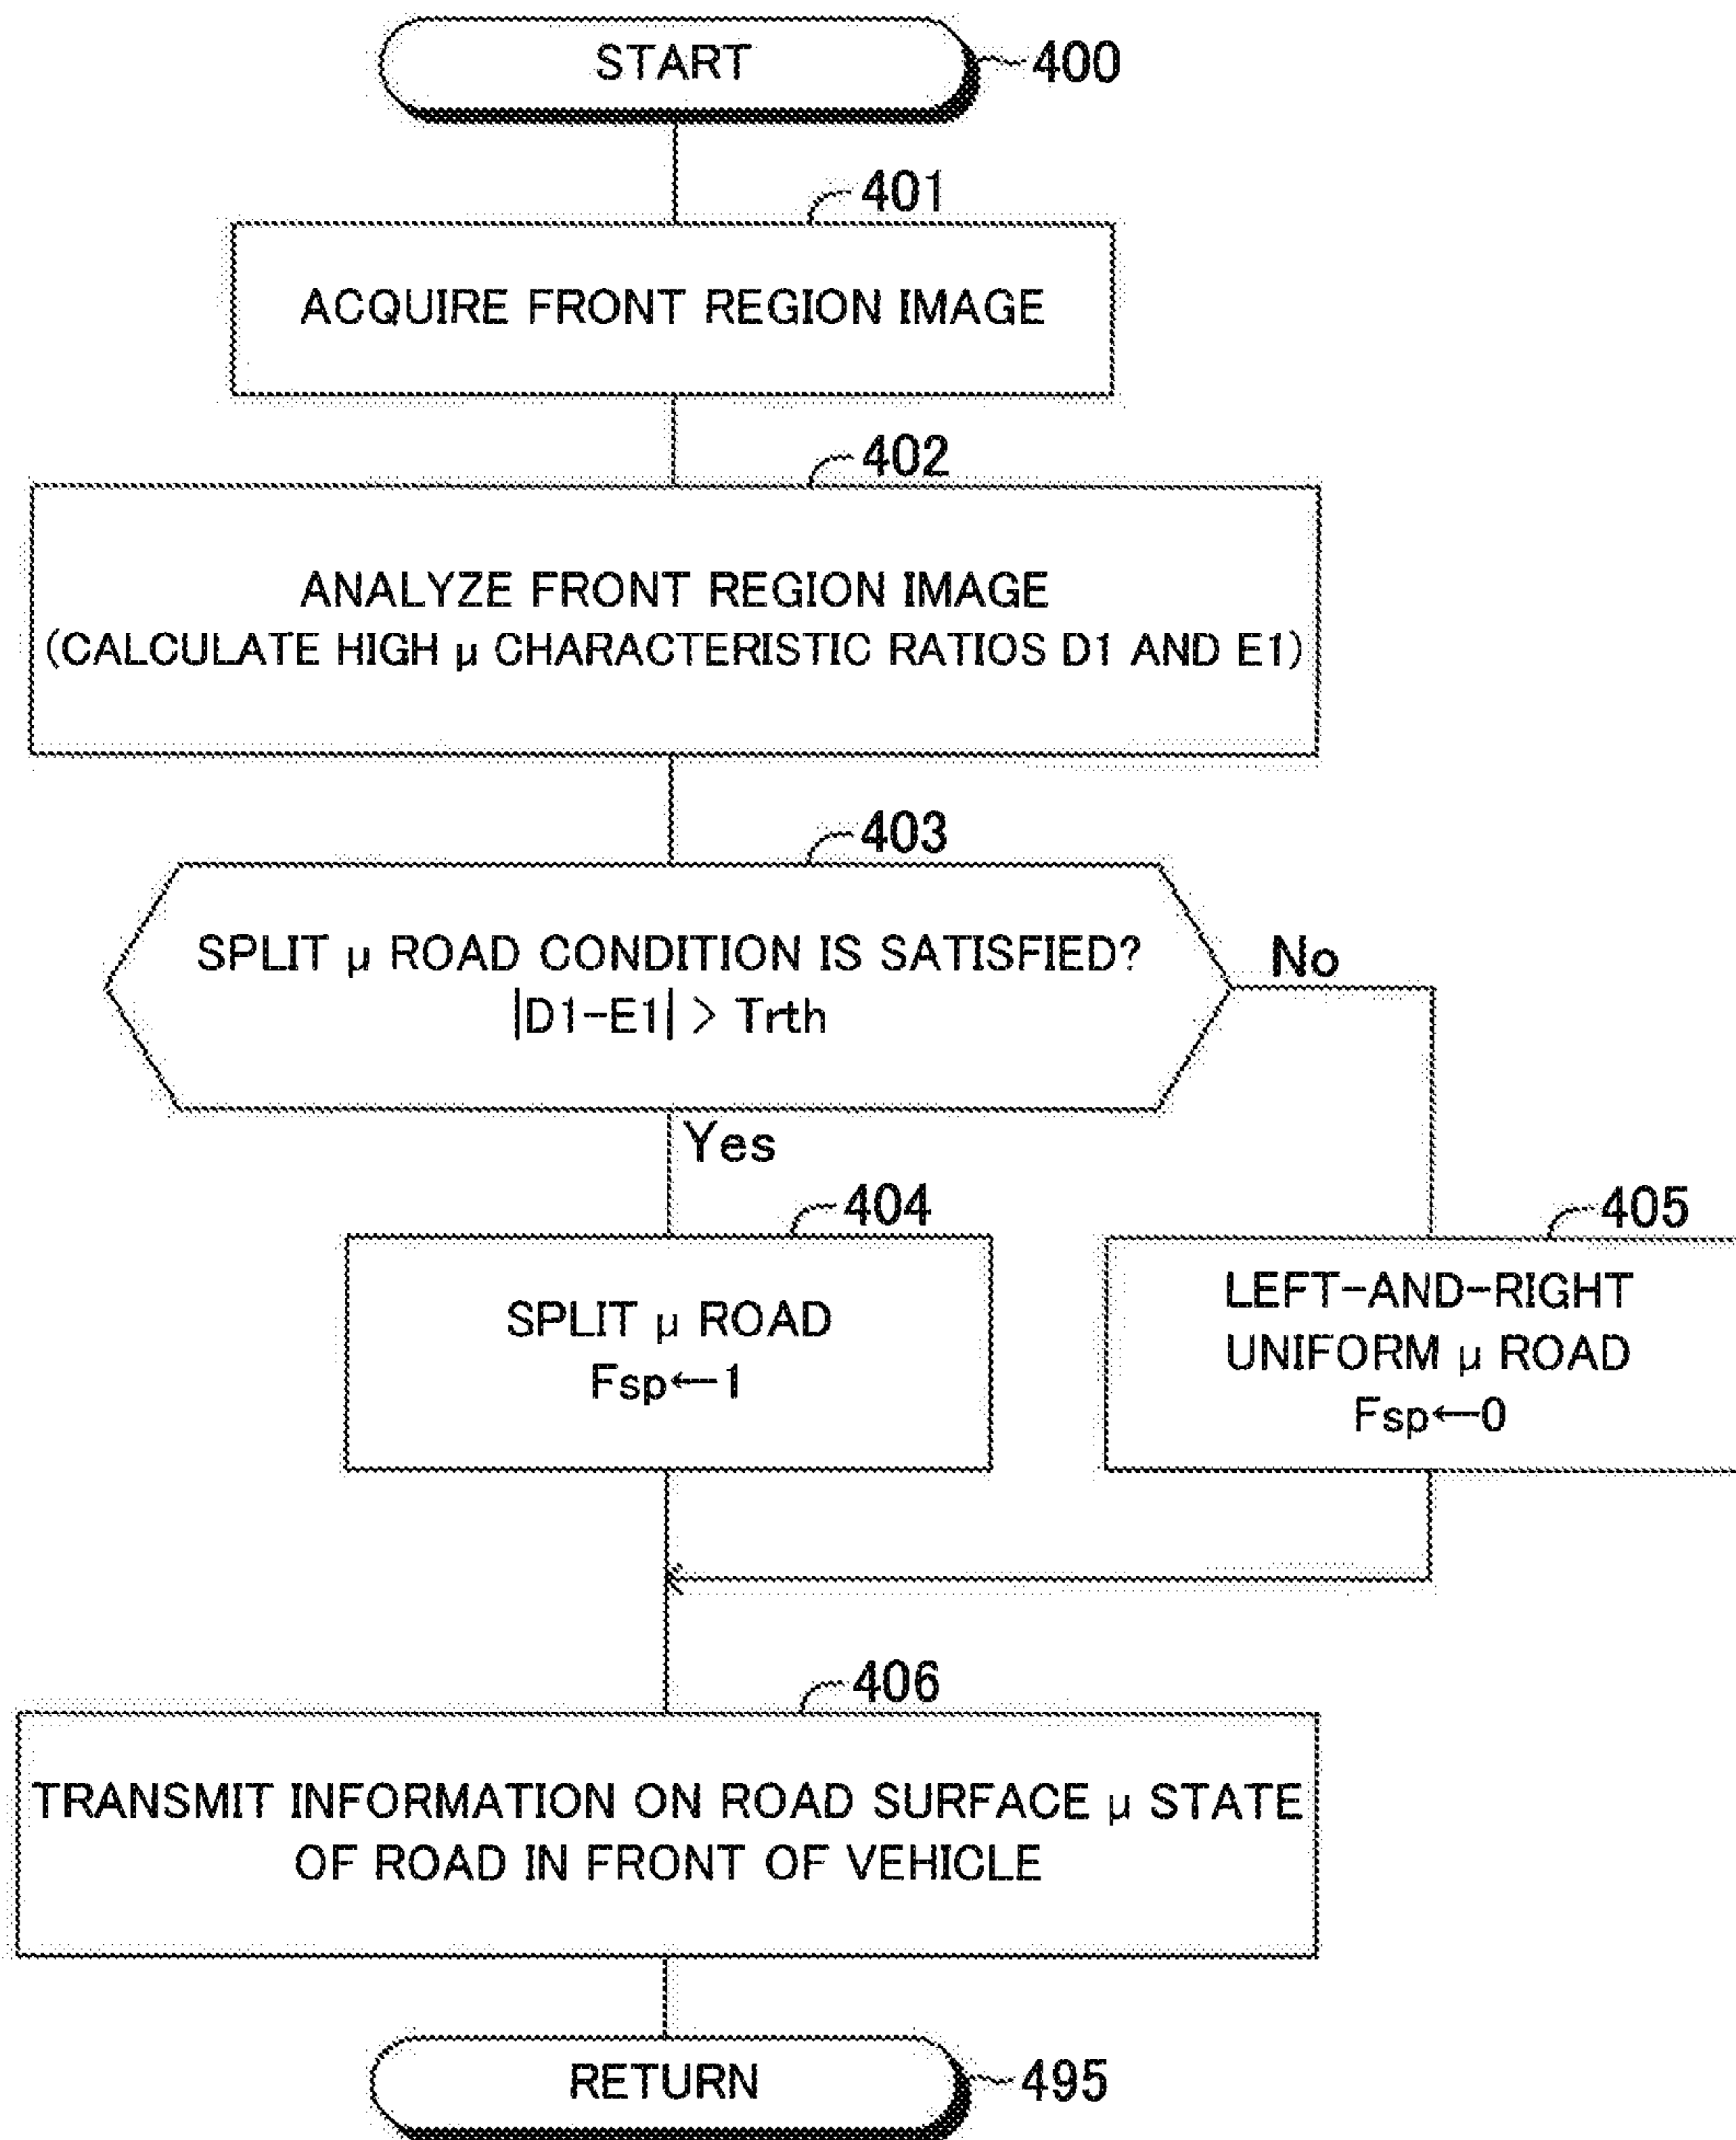 START
400
401
ACQUIRE FRONT REGION IMAGE
402
ANALYZE FRONT REGION IMAGE
(CALCULATE HIGH μ CHARACTERISTIC RATIOS D1 AND E1)
403
SPLIT μ ROAD CONDITION IS SATISFIED?
|D1-E1| > Trth
No
Yes
404
SPLIT μ ROAD
Fsp←1
405
LEFT-AND-RIGHT
UNIFORM μ ROAD
Fsp←0
406
TRANSMIT INFORMATION ON ROAD SURFACE μ STATE
OF ROAD IN FRONT OF VEHICLE
RETURN
495